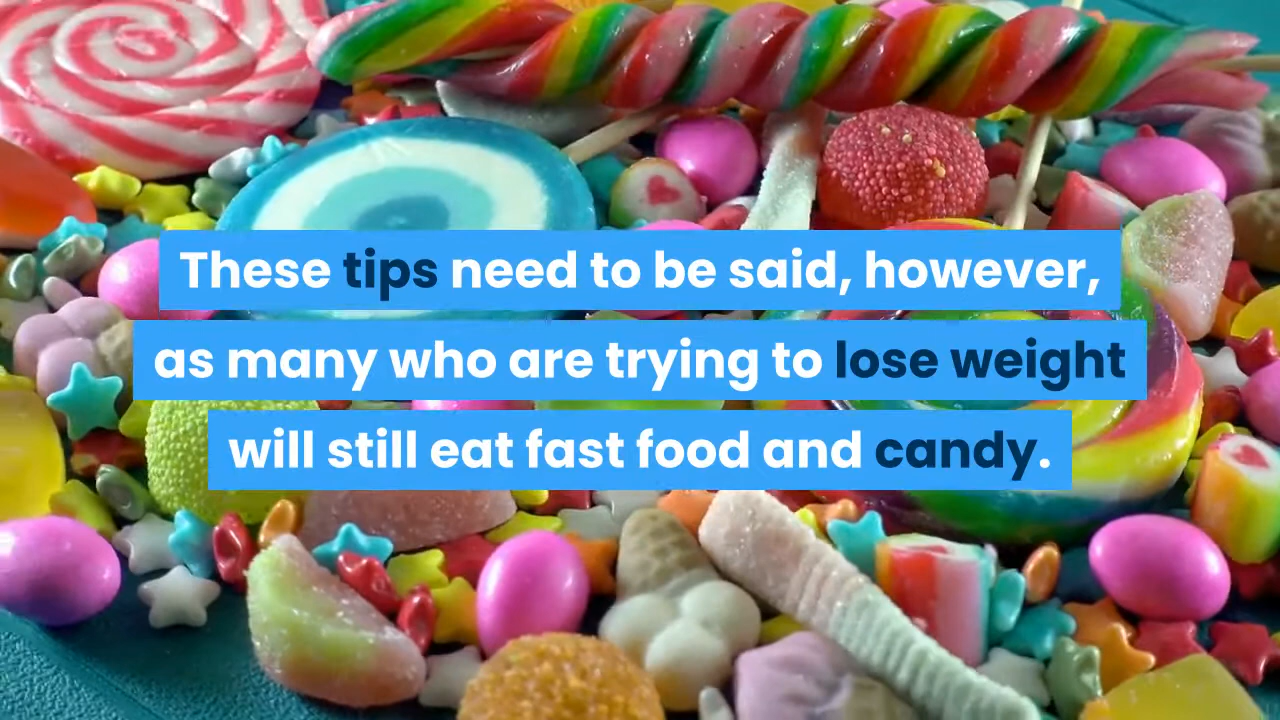 These tips need to be said, however,
as many who are trying to lose weight
will still eat fast food and candy.